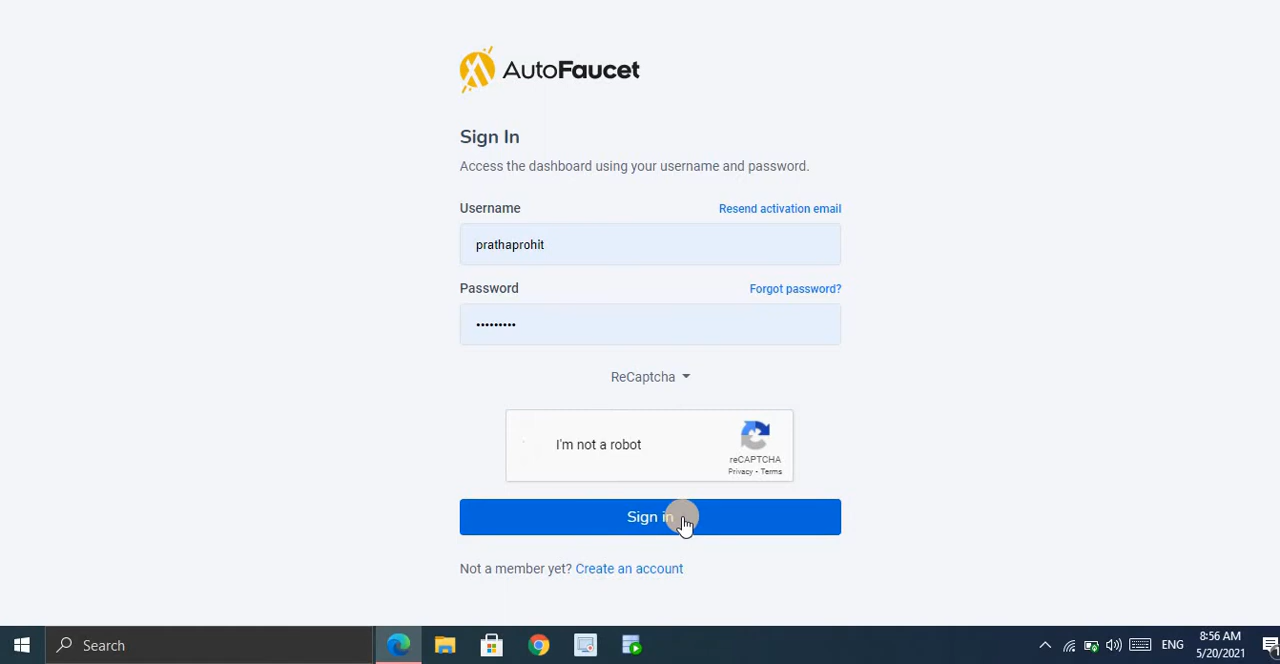 AutoFaucet
Sign In
Access the dashboard using your username and password.
Username Resend activation email
prathaprohit
Password Forgot password?
•••••••••
ReCaptcha
I'm not a robot
reCAPTCHA
Privacy - Terms
Sign in
Not a member yet? Create an account
Search
ENG
8:56 AM
5/20/2021